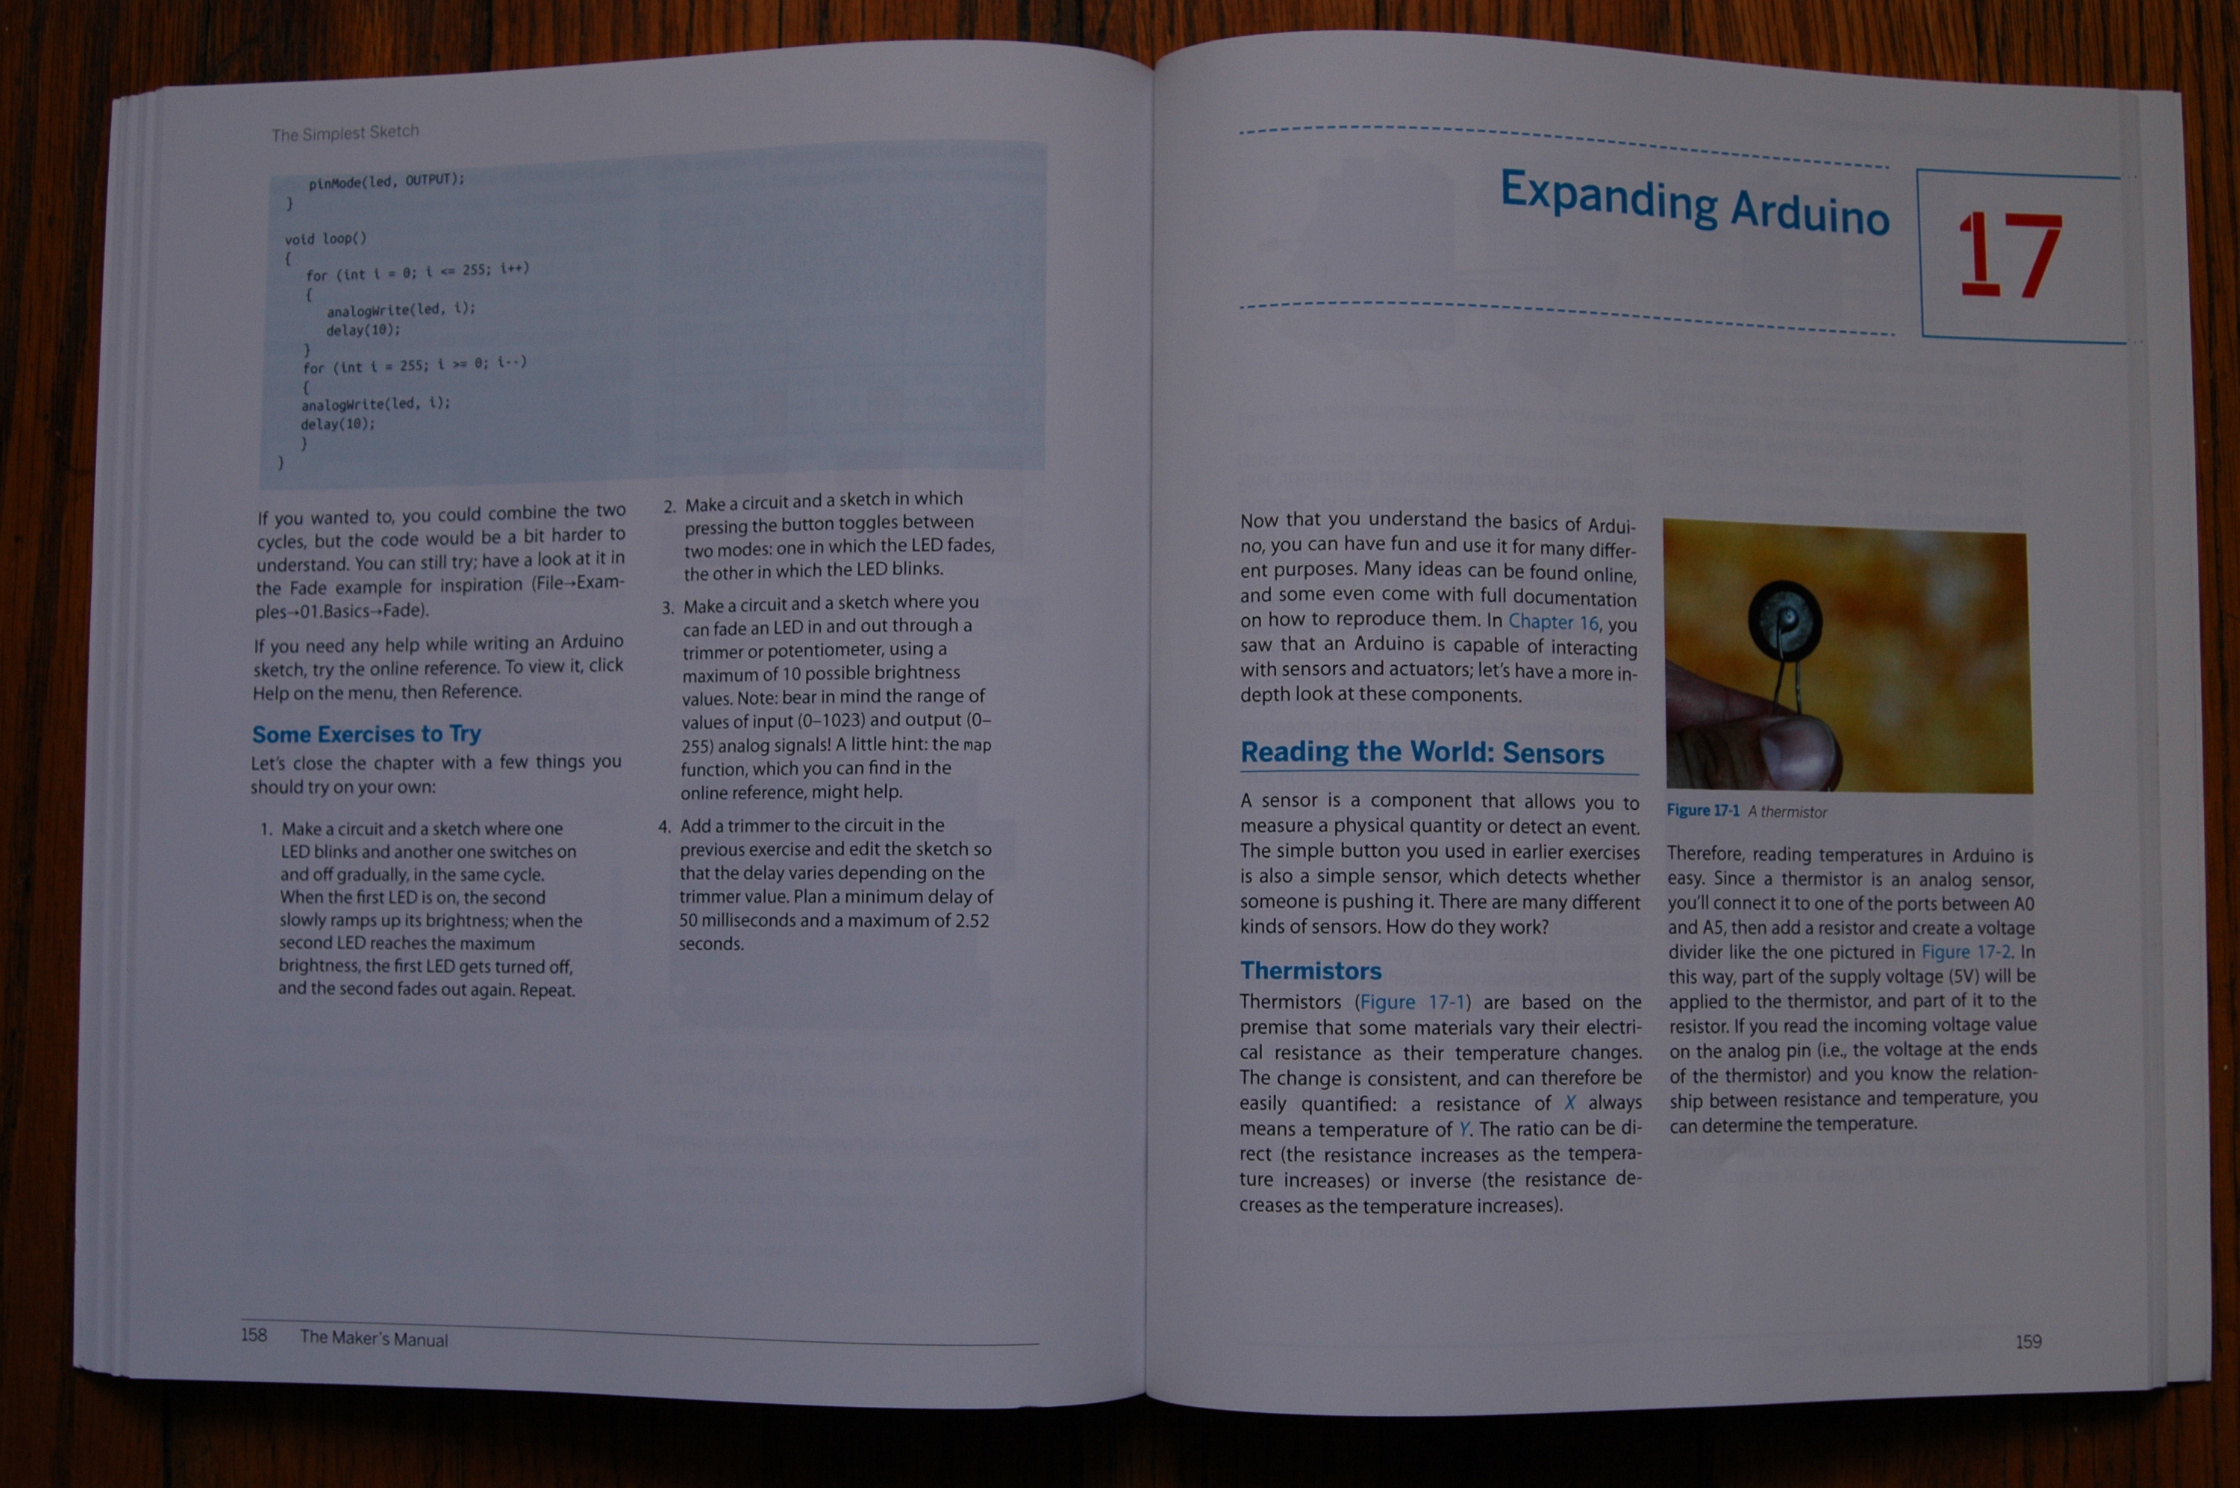 The Simplest Sketch
pinMode(led, OUTPUT);
}
void loop()
{
for (int i = 0; i <= 255; i++)
{
analogWrite(led, i);
delay(10);
}
for (int i = 255; i >= 0; i--)
{
analogWrite(led, i);
delay(10);
}
}
If you wanted to, you could combine the two
cycles, but the code would be a bit harder to
understand. You can still try; have a look at it in
the Fade example for inspiration (File→Exam-
ples→01.Basics→Fade).
If you need any help while writing an Arduino
sketch, try the online reference. To view it, click
Help on the menu, then Reference.
Some Exercises to Try
Let's close the chapter with a few things you
should try on your own:
1. Make a circuit and a sketch where one
LED blinks and another one switches on
and off gradually, in the same cycle.
When the first LED is on, the second
slowly ramps up its brightness; when the
second LED reaches the maximum
brightness, the first LED gets turned off,
and the second fades out again. Repeat.
2. Make a circuit and a sketch in which
pressing the button toggles between
two modes: one in which the LED fades,
the other in which the LED blinks.
3. Make a circuit and a sketch where you
can fade an LED in and out through a
trimmer or potentiometer, using a
maximum of 10 possible brightness
values. Note: bear in mind the range of
values of input (0–1023) and output (0–
255) analog signals! A little hint: the map
function, which you can find in the
online reference, might help.
4. Add a trimmer to the circuit in the
previous exercise and edit the sketch so
that the delay varies depending on the
trimmer value. Plan a minimum delay of
50 milliseconds and a maximum of 2.52
seconds.
158 The Maker's Manual
Expanding Arduino
17
Now that you understand the basics of Ardui-
no, you can have fun and use it for many differ-
ent purposes. Many ideas can be found online,
and some even come with full documentation
on how to reproduce them. In Chapter 16, you
saw that an Arduino is capable of interacting
with sensors and actuators; let's have a more in-
depth look at these components.
Reading the World: Sensors
A sensor is a component that allows you to
measure a physical quantity or detect an event.
The simple button you used in earlier exercises
is also a simple sensor, which detects whether
someone is pushing it. There are many different
kinds of sensors. How do they work?
Thermistors
Thermistors (Figure 17-1) are based on the
premise that some materials vary their electri-
cal resistance as their temperature changes.
The change is consistent, and can therefore be
easily quantified: a resistance of X always
means a temperature of Y. The ratio can be di-
rect (the resistance increases as the tempera-
ture increases) or inverse (the resistance de-
creases as the temperature increases).
Figure 17-1 A thermistor
Therefore, reading temperatures in Arduino is
easy. Since a thermistor is an analog sensor,
you'll connect it to one of the ports between A0
and A5, then add a resistor and create a voltage
divider like the one pictured in Figure 17-2. In
this way, part of the supply voltage (5V) will be
applied to the thermistor, and part of it to the
resistor. If you read the incoming voltage value
on the analog pin (i.e., the voltage at the ends
of the thermistor) and you know the relation-
ship between resistance and temperature, you
can determine the temperature.
159